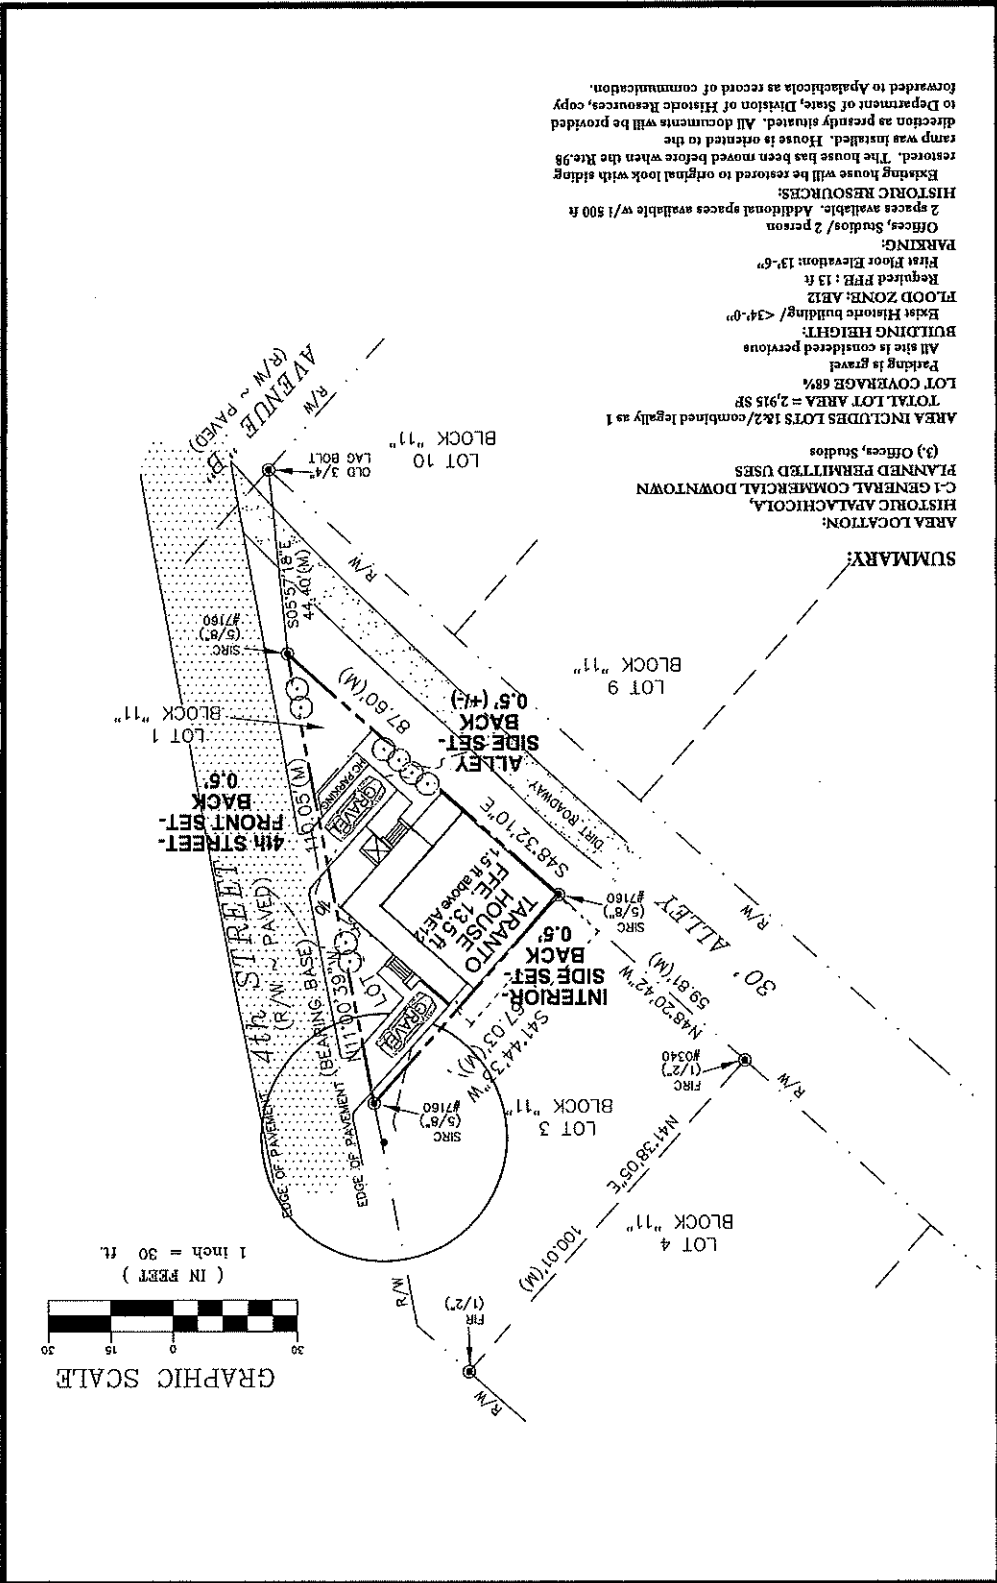 GRAPHIC SCALE
30 15 0 30
( IN FEET )
1 inch = 30 ft.
R/W
FIR
(1/2")
R/W
LOT 4
BLOCK "11"
100.01'(M)
N41°38'05"E
R/W
FIRC
(1/2")
#0340
LOT 3
BLOCK "11"
SIRC
(5/8")
#7160
EDGE OF PAVEMENT
EDGE OF PAVEMENT
4th STREET
(R/W ~ PAVED)
(BEARING BASE)
N11°00'39"W
110.05'(M)
S41°44'33"W
67.03'(M)
N48°20'42"W
59.81'(M)
30' ALLEY
R/W
INTERIOR-
SIDE SET-
BACK
0.5'
SIRC
(5/8")
#7160
GRAVEL
LOT
TARANTO
HOUSE
FFE 13.5 ft
1.5 ft above AE12
S48°32'10"E
DIRT ROADWAY
4th STREET-
FRONT SET-
BACK
0.5'
GRAVEL
HC PARKING
ALLEY
SIDE SET-
BACK
0.5' (+/-)
87.60'(M)
LOT 1
BLOCK "11"
LOT 9
BLOCK "11"
SIRC
(5/8")
#7160
S05°57'18"E
44.40'(M)
R/W
OLD 3/4"
LAG BOLT
LOT 10
BLOCK "11"
AVENUE "B"
(R/W ~ PAVED)
R/W
SUMMARY:
AREA LOCATION:
HISTORIC APALACHICOLA,
C-1 GENERAL COMMERCIAL DOWNTOWN
PLANNED PERMITTED USES
(3.) Offices, Studios
AREA INCLUDES LOTS 1&2/combined legally as 1
TOTAL LOT AREA = 2,915 SF
LOT COVERAGE 68%
Parking is gravel
All site is considered pervious
BUILDING HEIGHT:
Exist Historic building/ <34'-0"
FLOOD ZONE: AE12
Required FFE : 13 ft
First Floor Elevation: 13'-6"
PARKING:
Offices, Studios/ 2 person
2 spaces available. Additional spaces available w/i 500 ft
HISTORIC RESOURCES:
Existing house will be restored to original look with siding
restored. The house has been moved before when the Rte.98
ramp was installed. House is oriented to the
direction as presently situated. All documents will be provided
to Department of State, Division of Historic Resources, copy
forwarded to Apalachicola as record of communication.